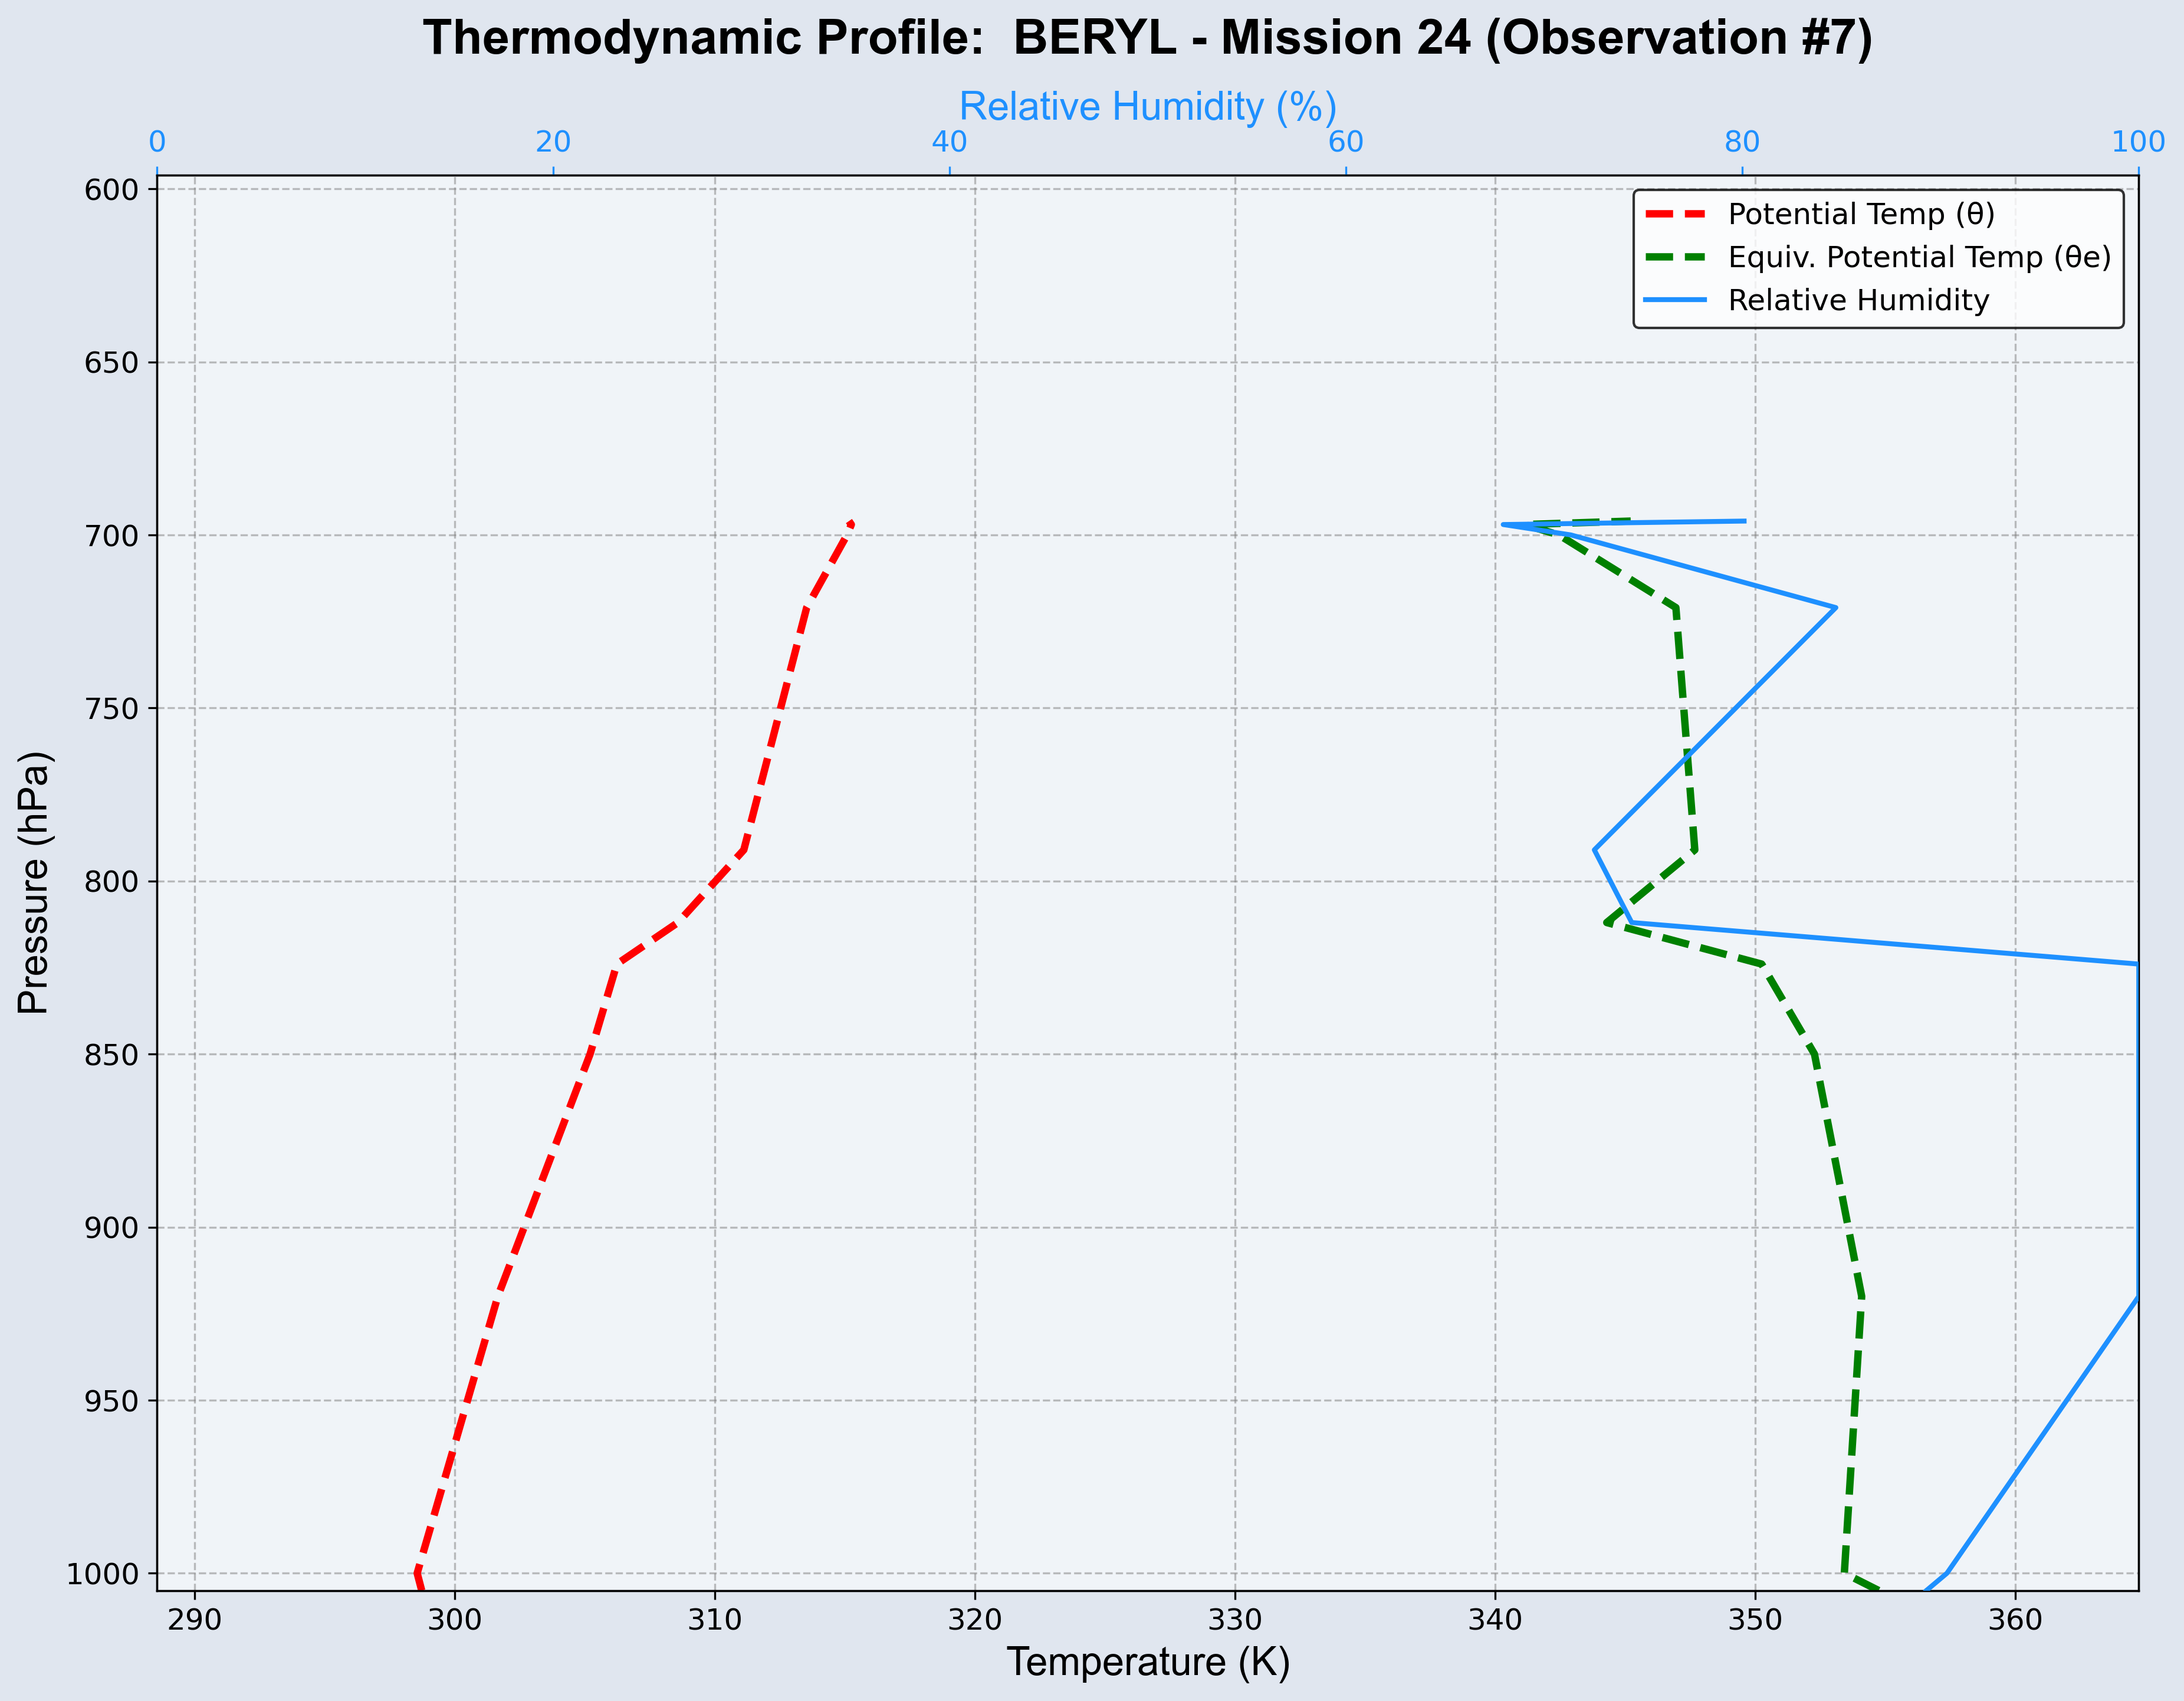 Thermodynamic Profile:  BERYL - Mission 24 (Observation #7)
Relative Humidity (%)
0 20 40 60 80 100
Potential Temp (θ)
Equiv. Potential Temp (θe)
Relative Humidity
600
650
700
750
800
850
900
950
1000
Pressure (hPa)
290 300 310 320 330 340 350 360
Temperature (K)